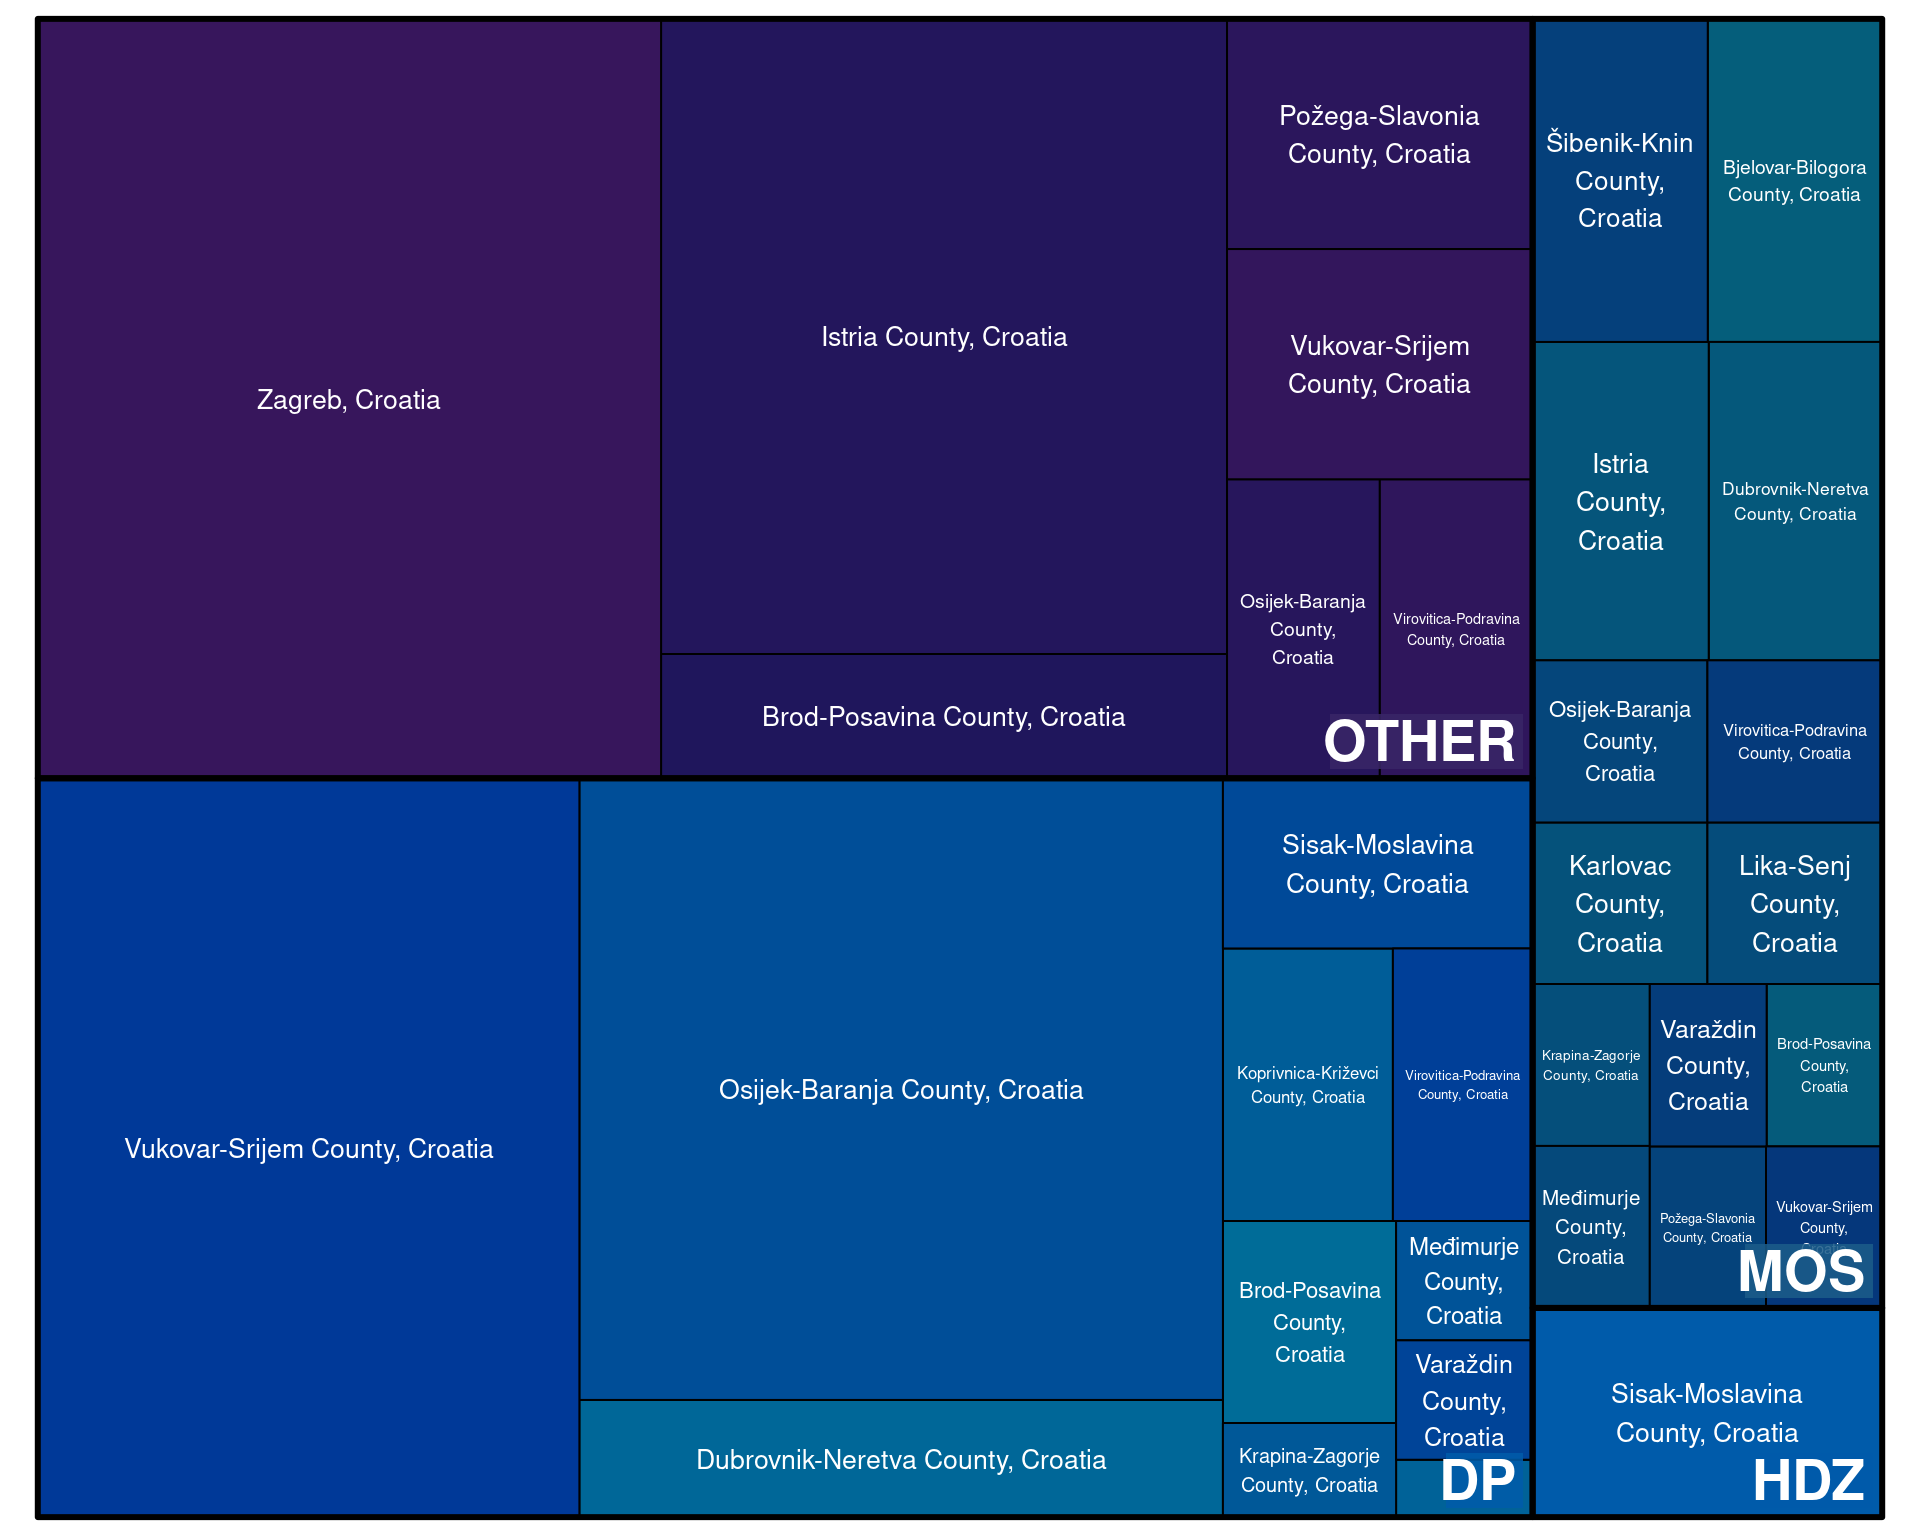 Zagreb, Croatia
Istria County, Croatia
Brod-Posavina County, Croatia
Požega-Slavonia
County, Croatia
Vukovar-Srijem
County, Croatia
Osijek-Baranja
County,
Croatia
Virovitica-Podravina
County, Croatia
OTHER
Vukovar-Srijem County, Croatia
Osijek-Baranja County, Croatia
Dubrovnik-Neretva County, Croatia
Sisak-Moslavina
County, Croatia
Koprivnica-Križevci
County, Croatia
Virovitica-Podravina
County, Croatia
Brod-Posavina
County,
Croatia
Međimurje
County,
Croatia
Varaždin
County,
Croatia
Krapina-Zagorje
County, Croatia
DP
Šibenik-Knin
County,
Croatia
Bjelovar-Bilogora
County, Croatia
Istria
County,
Croatia
Dubrovnik-Neretva
County, Croatia
Osijek-Baranja
County,
Croatia
Virovitica-Podravina
County, Croatia
Karlovac
County,
Croatia
Lika-Senj
County,
Croatia
Krapina-Zagorje
County, Croatia
Varaždin
County,
Croatia
Brod-Posavina
County,
Croatia
Međimurje
County,
Croatia
Požega-Slavonia
County, Croatia
Vukovar-Srijem
County,
MOS
Sisak-Moslavina
County, Croatia
HDZ